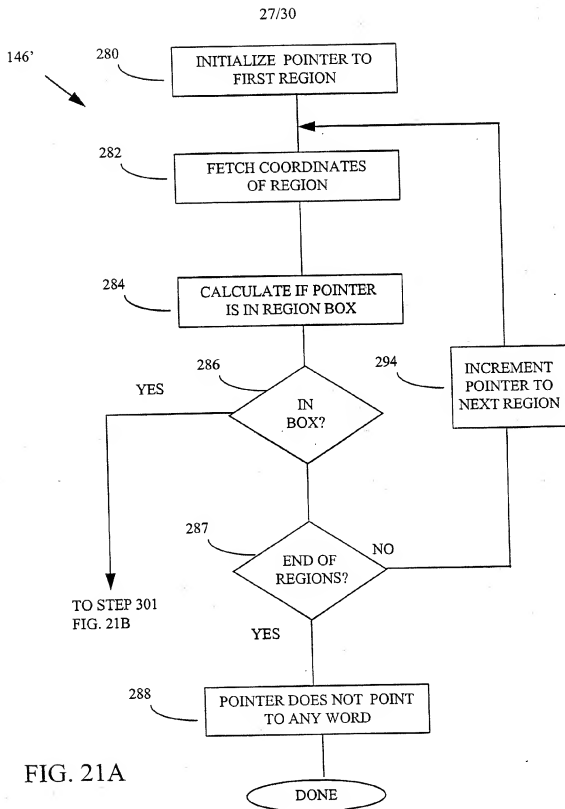 27/30
146’
280
INITIALIZE POINTER TO
FIRST REGION
282
FETCH COORDINATES
OF REGION
284
CALCULATE IF POINTER
IS IN REGION BOX
286
294
INCREMENT
POINTER TO
NEXT REGION
YES
IN
BOX?
287
END OF
REGIONS?
NO
TO STEP 301
FIG. 21B
YES
288
POINTER DOES NOT POINT
TO ANY WORD
FIG. 21A
DONE